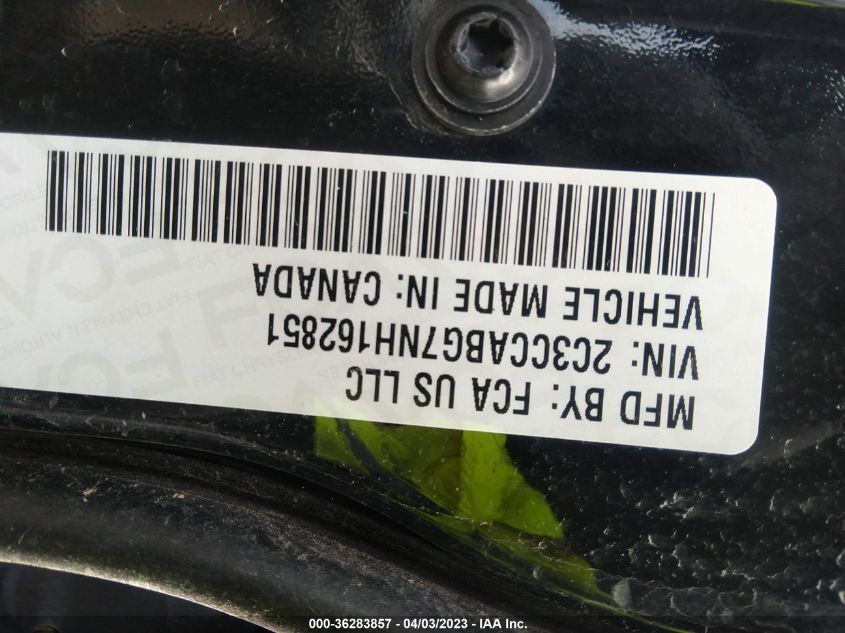 MFD BY: FCA US LLC
VIN: 2C3CCABG7NH162851
VEHICLE MADE IN: CANADA
000-36283857 - 04/03/2023 - IAA Inc.